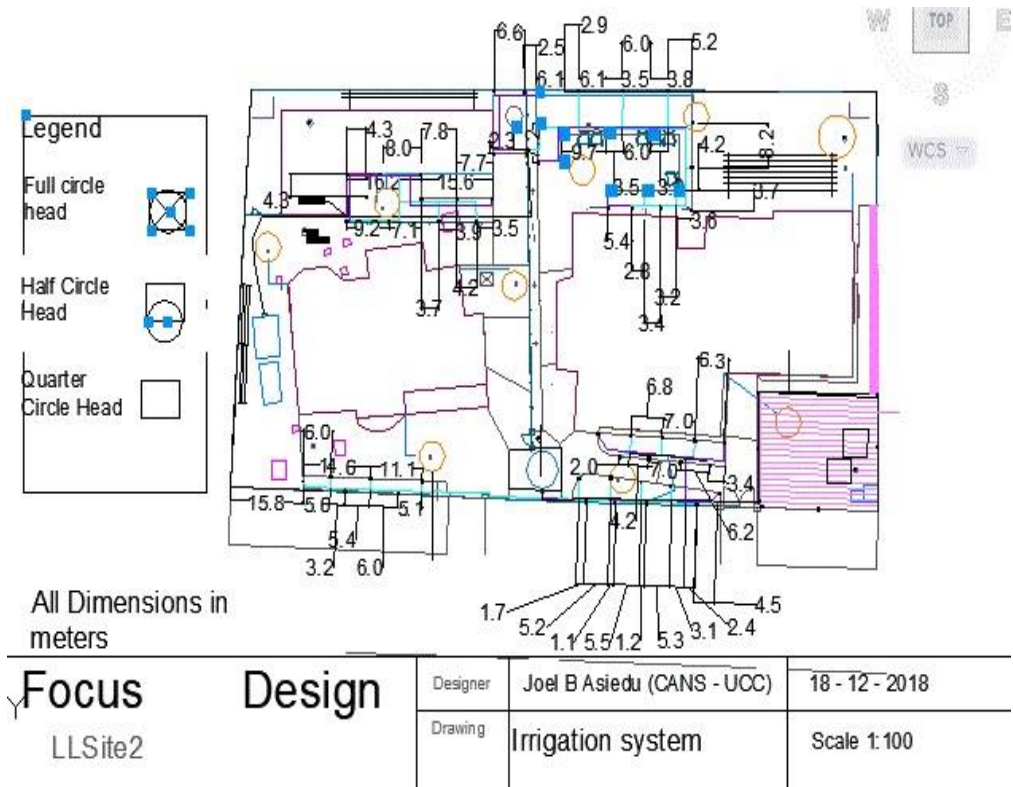 W
TOP
E
S
WCS
Legend
Full circle
head
Half Circle
Head
Quarter
Circle Head
6.6
2.9
2.5
6.0
5.2
6.1
6.1
3.5
3.8
4.3
7.8
8.0
2.3
7.7
16.2
15.6
4.3
9.2
7.1
3.9
3.5
4.2
3.7
9.7
6.0
4.2
8.2
3.5
3.7
3.6
5.4
2.8
3.2
3.4
6.3
6.8
7.0
2.0
7.0
3.4
4.2
6.2
6.0
11.1
15.8
5.6
5.1
5.4
3.2
6.0
1.7
5.2
1.1
5.5
1.2
5.3
3.1
2.4
4.5
All Dimensions in
meters
Focus Design
LLSite2
Designer
Joel B Asiedu (CANS - UCC)
18 - 12 - 2018
Drawing
Irrigation system
Scale 1:100
Y